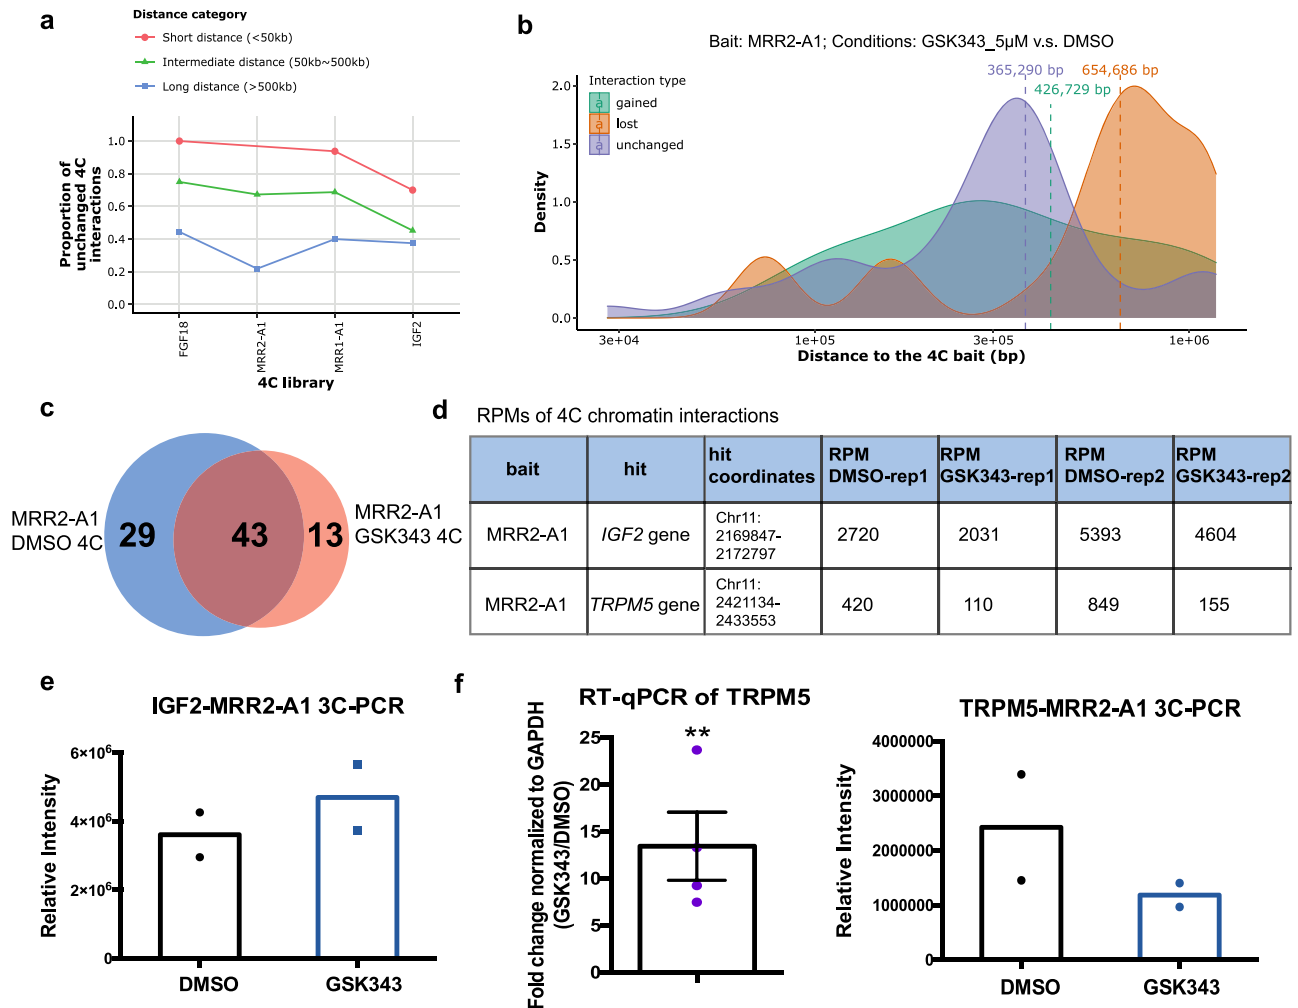 a
Distance category
Short distance (<50kb)
Intermediate distance (50kb~500kb)
Long distance (>500kb)
Proportion of
unchanged 4C
interactions
1.0
0.8
0.6
0.4
0.2
0.0
FGF18
MRR2-A1
MRR1-A1
IGF2
4C library
b
Bait: MRR2-A1; Conditions: GSK343_5µM v.s. DMSO
Interaction type
a gained
a lost
a unchanged
365,290 bp
654,686 bp
426,729 bp
Density
2.0
1.5
1.0
0.5
0.0
3e+04
1e+05
3e+05
1e+06
Distance to the 4C bait (bp)
c
MRR2-A1
DMSO 4C
29
43
13
MRR2-A1
GSK343 4C
d
RPMs of 4C chromatin interactions
bait
hit
hit
coordinates
RPM
DMSO-rep1
RPM
GSK343-rep1
RPM
DMSO-rep2
RPM
GSK343-rep2
MRR2-A1
IGF2 gene
Chr11:
2169847-
2172797
2720
2031
5393
4604
MRR2-A1
TRPM5 gene
Chr11:
2421134-
2433553
420
110
849
155
e
IGF2-MRR2-A1 3C-PCR
Relative Intensity
6×10⁶
4×10⁶
2×10⁶
0
DMSO
GSK343
f
RT-qPCR of TRPM5
Fold change normalized to GAPDH
(GSK343/DMSO)
25
20
15
10
5
0
**
TRPM5-MRR2-A1 3C-PCR
Relative Intensity
4000000
3000000
2000000
1000000
0
DMSO
GSK343